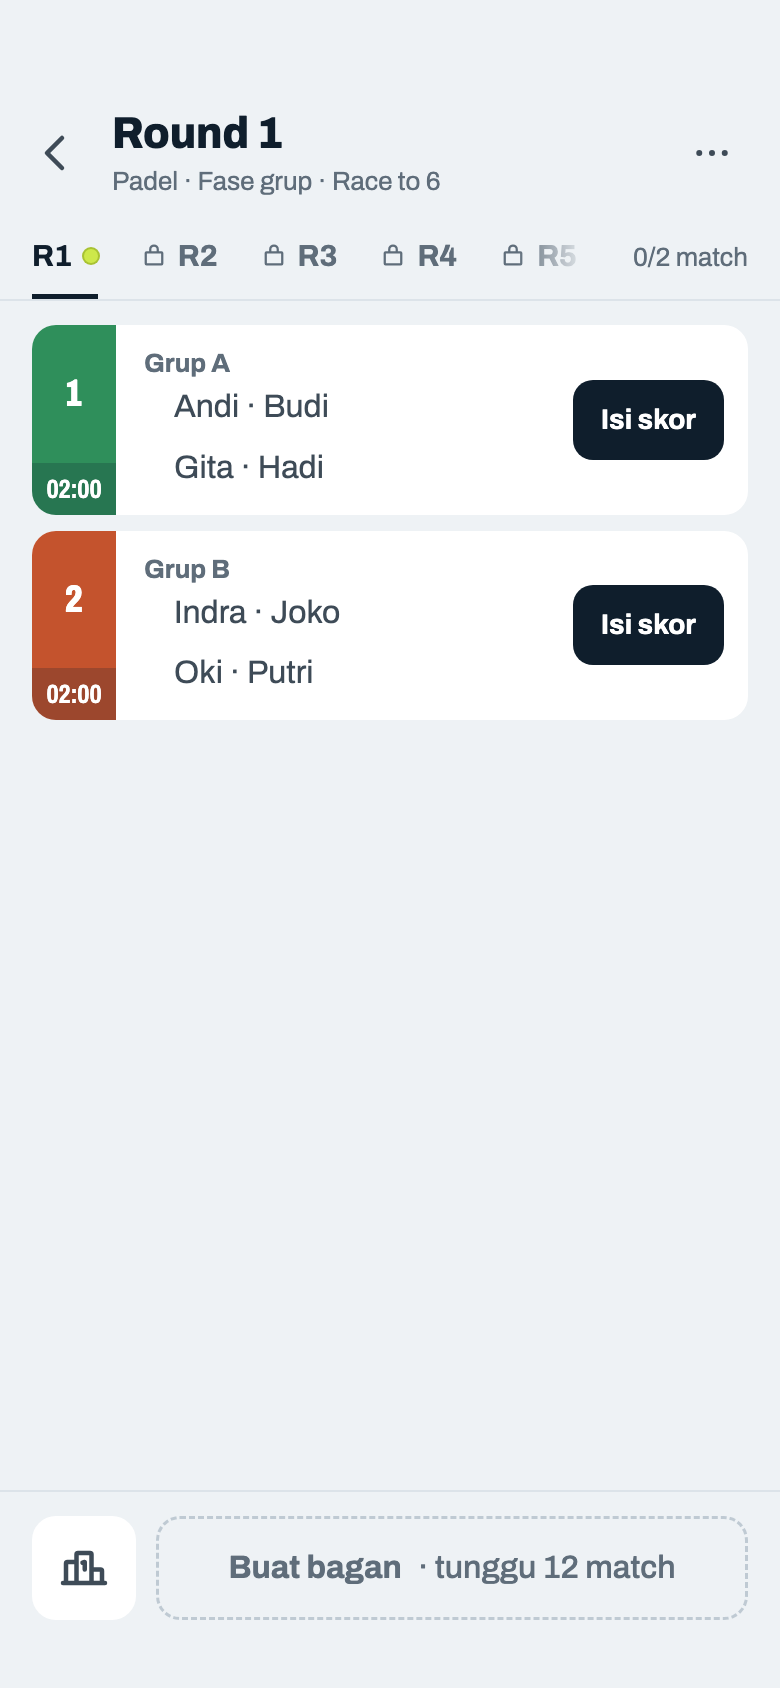 Round 1
Padel · Fase grup · Race to 6
R1 R2 R3 R4 R5 0/2 match
1
02:00
Grup A
Andi · Budi
Gita · Hadi
Isi skor
2
02:00
Grup B
Indra · Joko
Oki · Putri
Isi skor
Buat bagan · tunggu 12 match